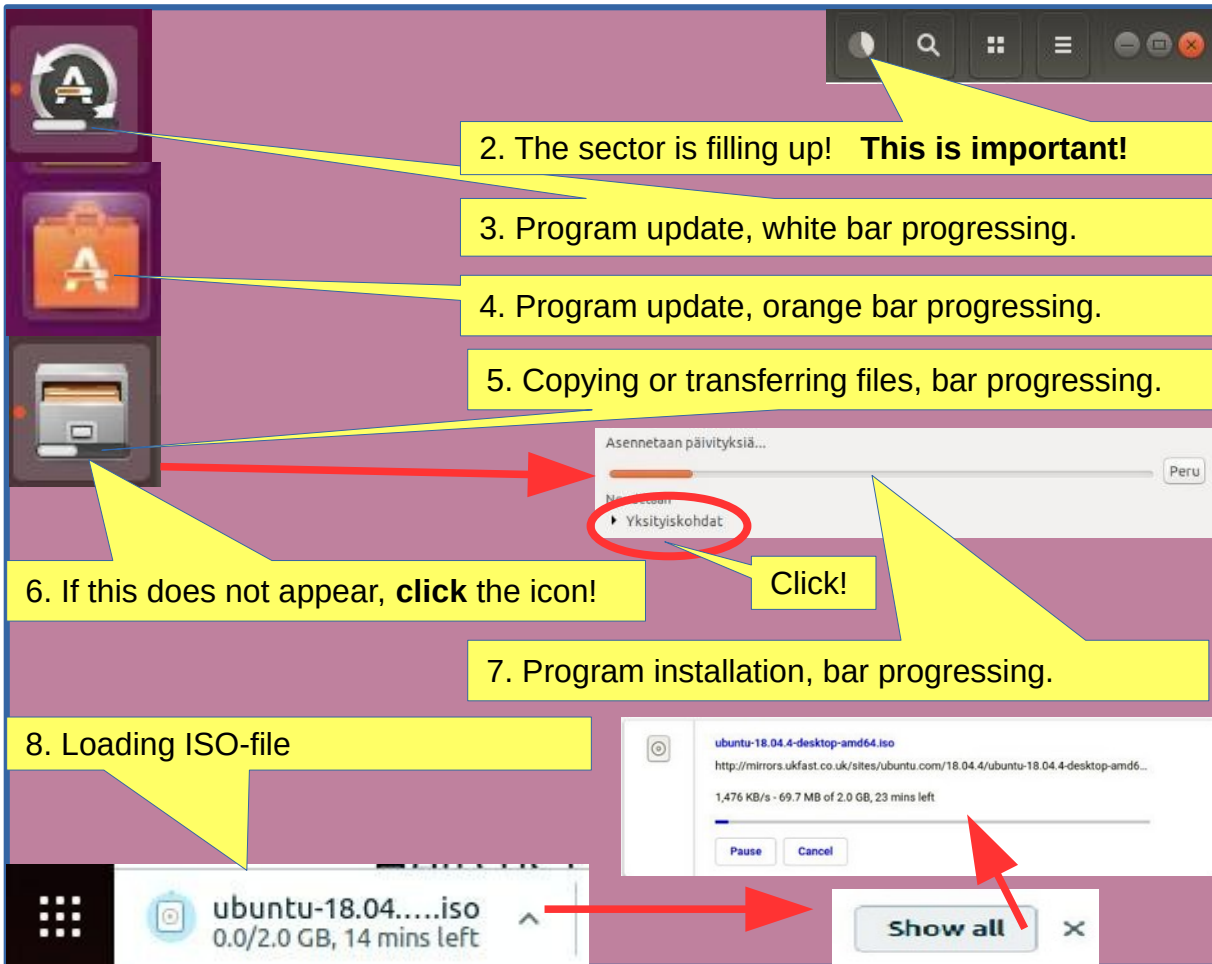 2. The sector is filling up! This is important!
3. Program update, white bar progressing.
4. Program update, orange bar progressing.
5. Copying or transferring files, bar progressing.
Asennetaan päivityksiä...
Peru
Yksityiskohdat
6. If this does not appear, click the icon!
Click!
7. Program installation, bar progressing.
8. Loading ISO-file
ubuntu-18.04.4-desktop-amd64.iso
http://mirrors.ukfast.co.uk/sites/ubuntu.com/18.04.4/ubuntu-18.04.4-desktop-amd6...
1,476 KB/s - 69.7 MB of 2.0 GB, 23 mins left
Pause Cancel
ubuntu-18.04.....iso
0.0/2.0 GB, 14 mins left
Show all